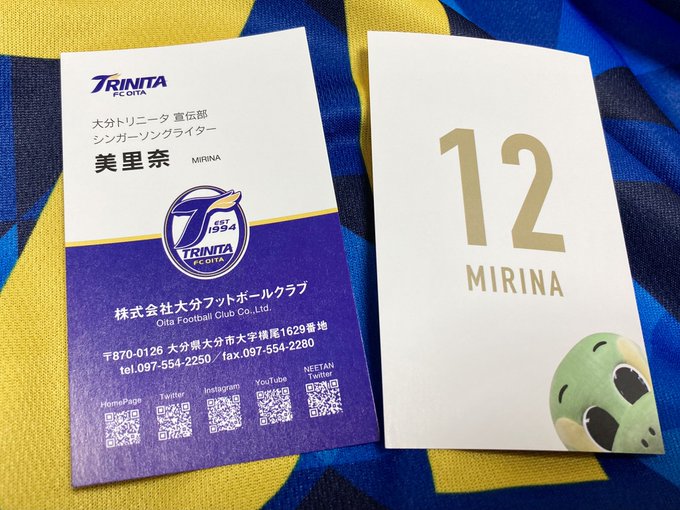 TRINITA
FC OITA
大分トリニータ 宣伝部
シンガーソングライター
美里奈 MIRINA
T
EST
1994
TRINITA
FC OITA
株式会社大分フットボールクラブ
Oita Football Club Co.,Ltd.
〒870-0126 大分県大分市大字横尾1629番地
tel.097-554-2250／fax.097-554-2280
HomePage Twitter Instagram YouTube NEETAN
Twitter
12
MIRINA